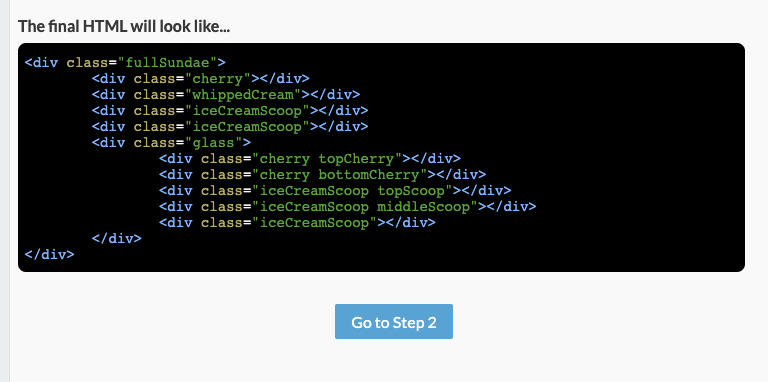 The final HTML will look like...
<div class="fullSundae">
<div class="cherry"></div>
<div class="whippedCream"></div>
<div class="iceCreamScoop"></div>
<div class="iceCreamScoop"></div>
<div class="glass">
<div class="cherry topCherry"></div>
<div class="cherry bottomCherry"></div>
<div class="iceCreamScoop topScoop"></div>
<div class="iceCreamScoop middleScoop"></div>
<div class="iceCreamScoop"></div>
</div>
</div>
Go to Step 2